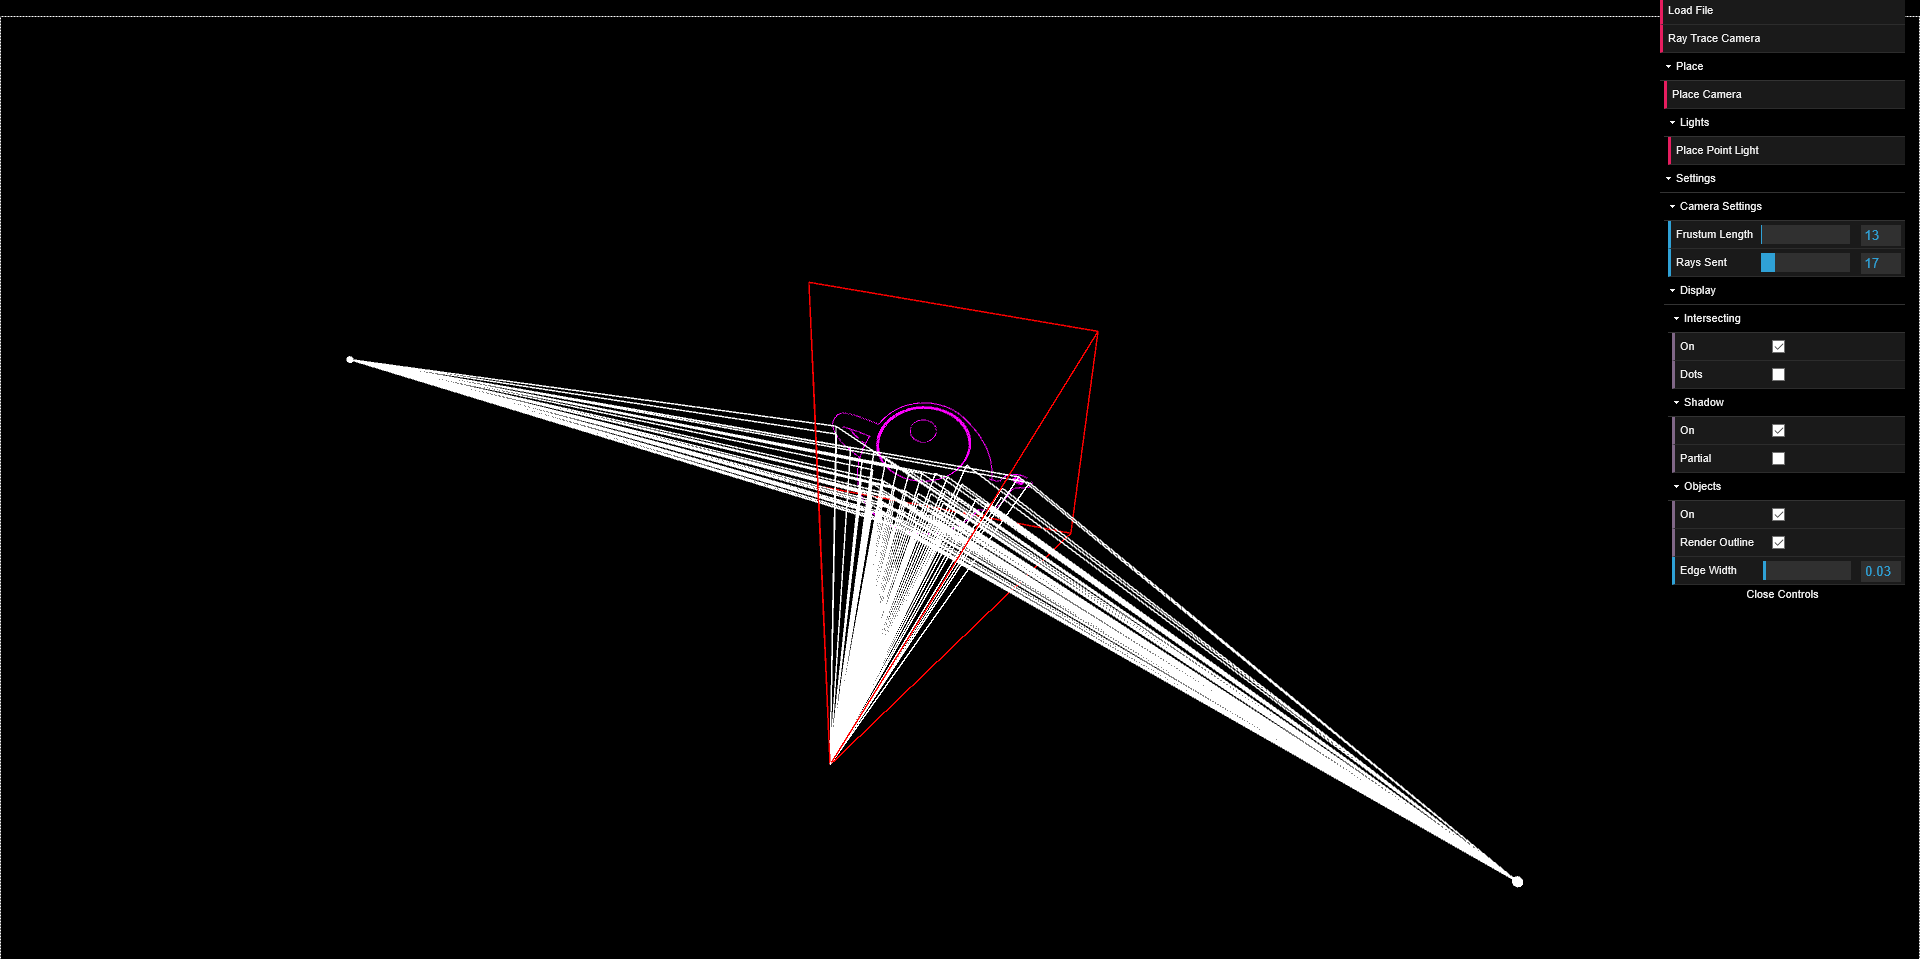 Load File
Ray Trace Camera
Place
Place Camera
Lights
Place Point Light
Settings
Camera Settings
Frustum Length 13
Rays Sent 17
Display
Intersecting
On
Dots
Shadow
On
Partial
Objects
On
Render Outline
Edge Width 0.03
Close Controls